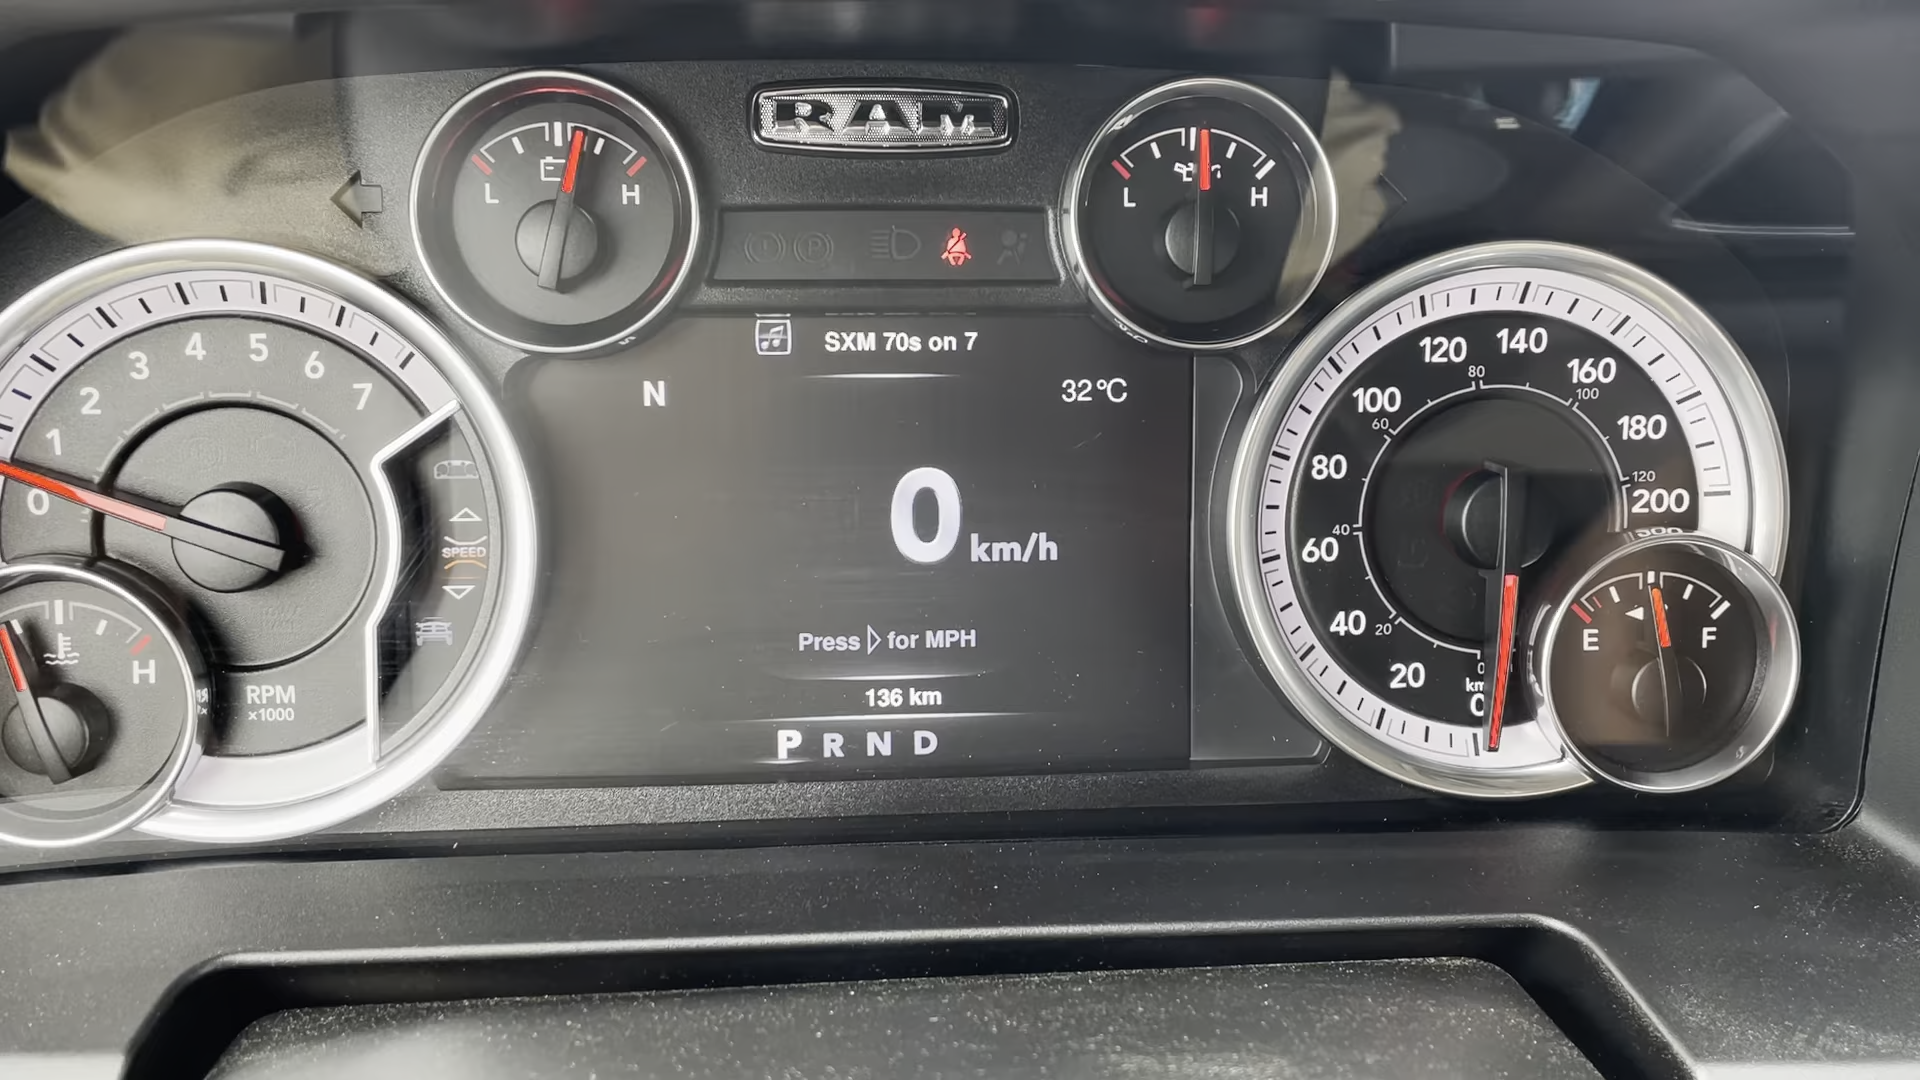 RAM
L H
L H
SXM 70s on 7
N
32°C
0 km/h
Press ▷ for MPH
136 km
P R N D
0 1 2 3 4 5 6 7
RPM
x1000
SPEED
H
0 20 40 60 80 100 120 140 160 180 200
0 20 40 60 80 100 120
E F